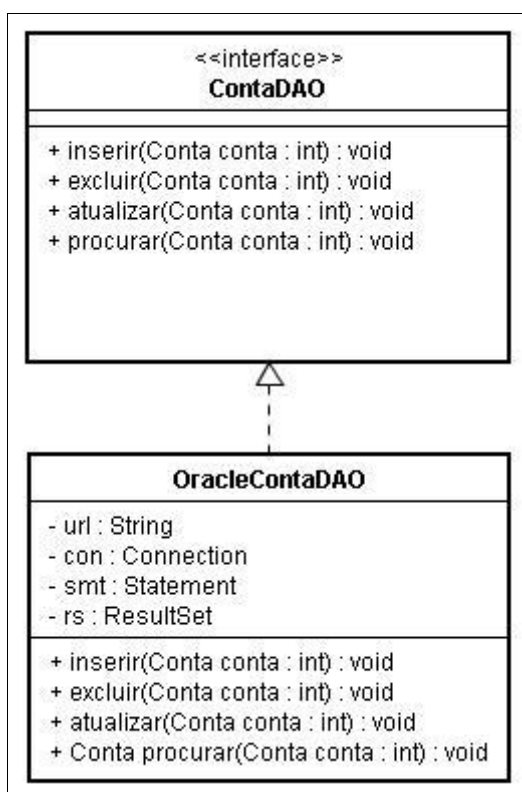 <<interface>>
ContaDAO
+ inserir(Conta conta : int) : void
+ excluir(Conta conta : int) : void
+ atualizar(Conta conta : int) : void
+ procurar(Conta conta : int) : void
OracleContaDAO
- url : String
- con : Connection
- smt : Statement
- rs : ResultSet
+ inserir(Conta conta : int) : void
+ excluir(Conta conta : int) : void
+ atualizar(Conta conta : int) : void
+ Conta procurar(Conta conta : int) : void